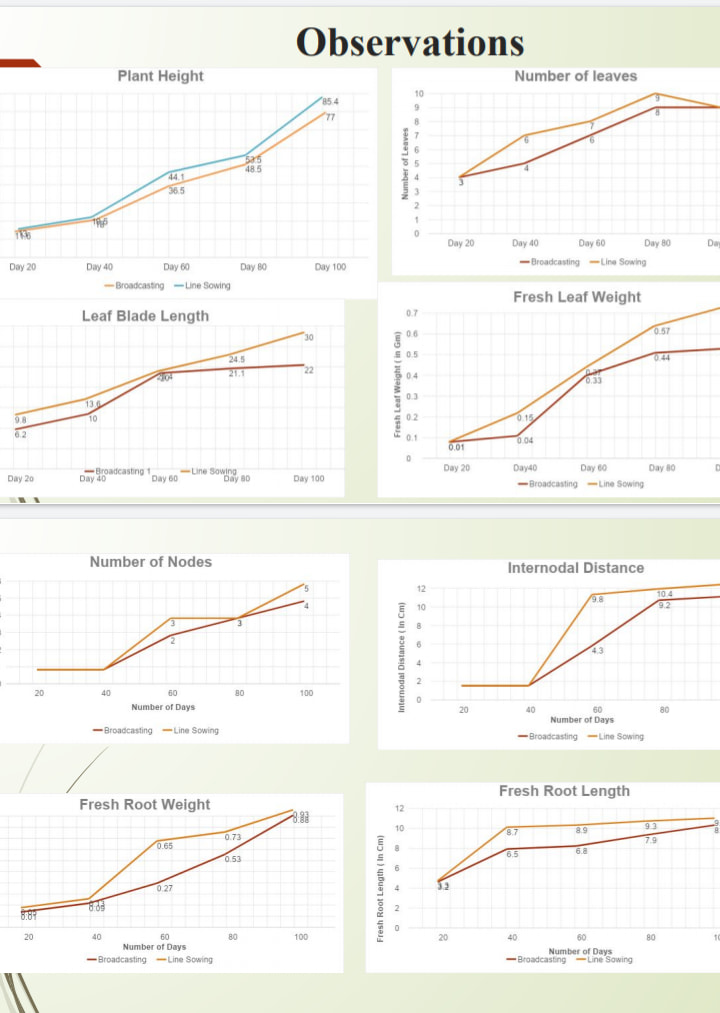 Observations
Plant Height
85.4
77
53.5
48.5
44.1
36.5
Day 20 Day 40 Day 60 Day 80 Day 100
Broadcasting Line Sowing
Number of leaves
Number of Leaves
10
9
8
7
6
5
4
3
2
1
0
9
8
7
6
6
4
3
Day 20 Day 40 Day 60 Day 80
Broadcasting Line Sowing
Leaf Blade Length
30
24.5
22
21.1
13.6
10
9.8
6.2
Broadcasting 1 Line Sowing
Day 2o Day 40 Day 60 Day 80 Day 100
Fresh Leaf Weight
Fresh Leaf Weight ( in Gm)
0.7
0.6
0.5
0.4
0.3
0.2
0.1
0
0.57
0.44
0.37
0.33
0.15
0.04
0.01
Day 20 Day40 Day 60 Day 80
Broadcasting Line Sowing
Number of Nodes
5
4
3
3
2
20 40 60 80 100
Number of Days
Broadcasting Line Sowing
Internodal Distance
Internodal Distance ( In Cm)
12
10
8
6
4
2
0
10.4
9.8
9.2
4.3
20 40 60 80
Number of Days
Broadcasting Line Sowing
Fresh Root Weight
0.93
0.88
0.73
0.65
0.53
0.27
0.09
0.01
20 40 60 80 100
Number of Days
Broadcasting Line Sowing
Fresh Root Length
Fresh Root Length ( In Cm)
12
10
8
6
4
2
0
9.3
8.9
8.7
7.9
6.8
6.5
3.2
20 40 60 80
Number of Days
Broadcasting Line Sowing